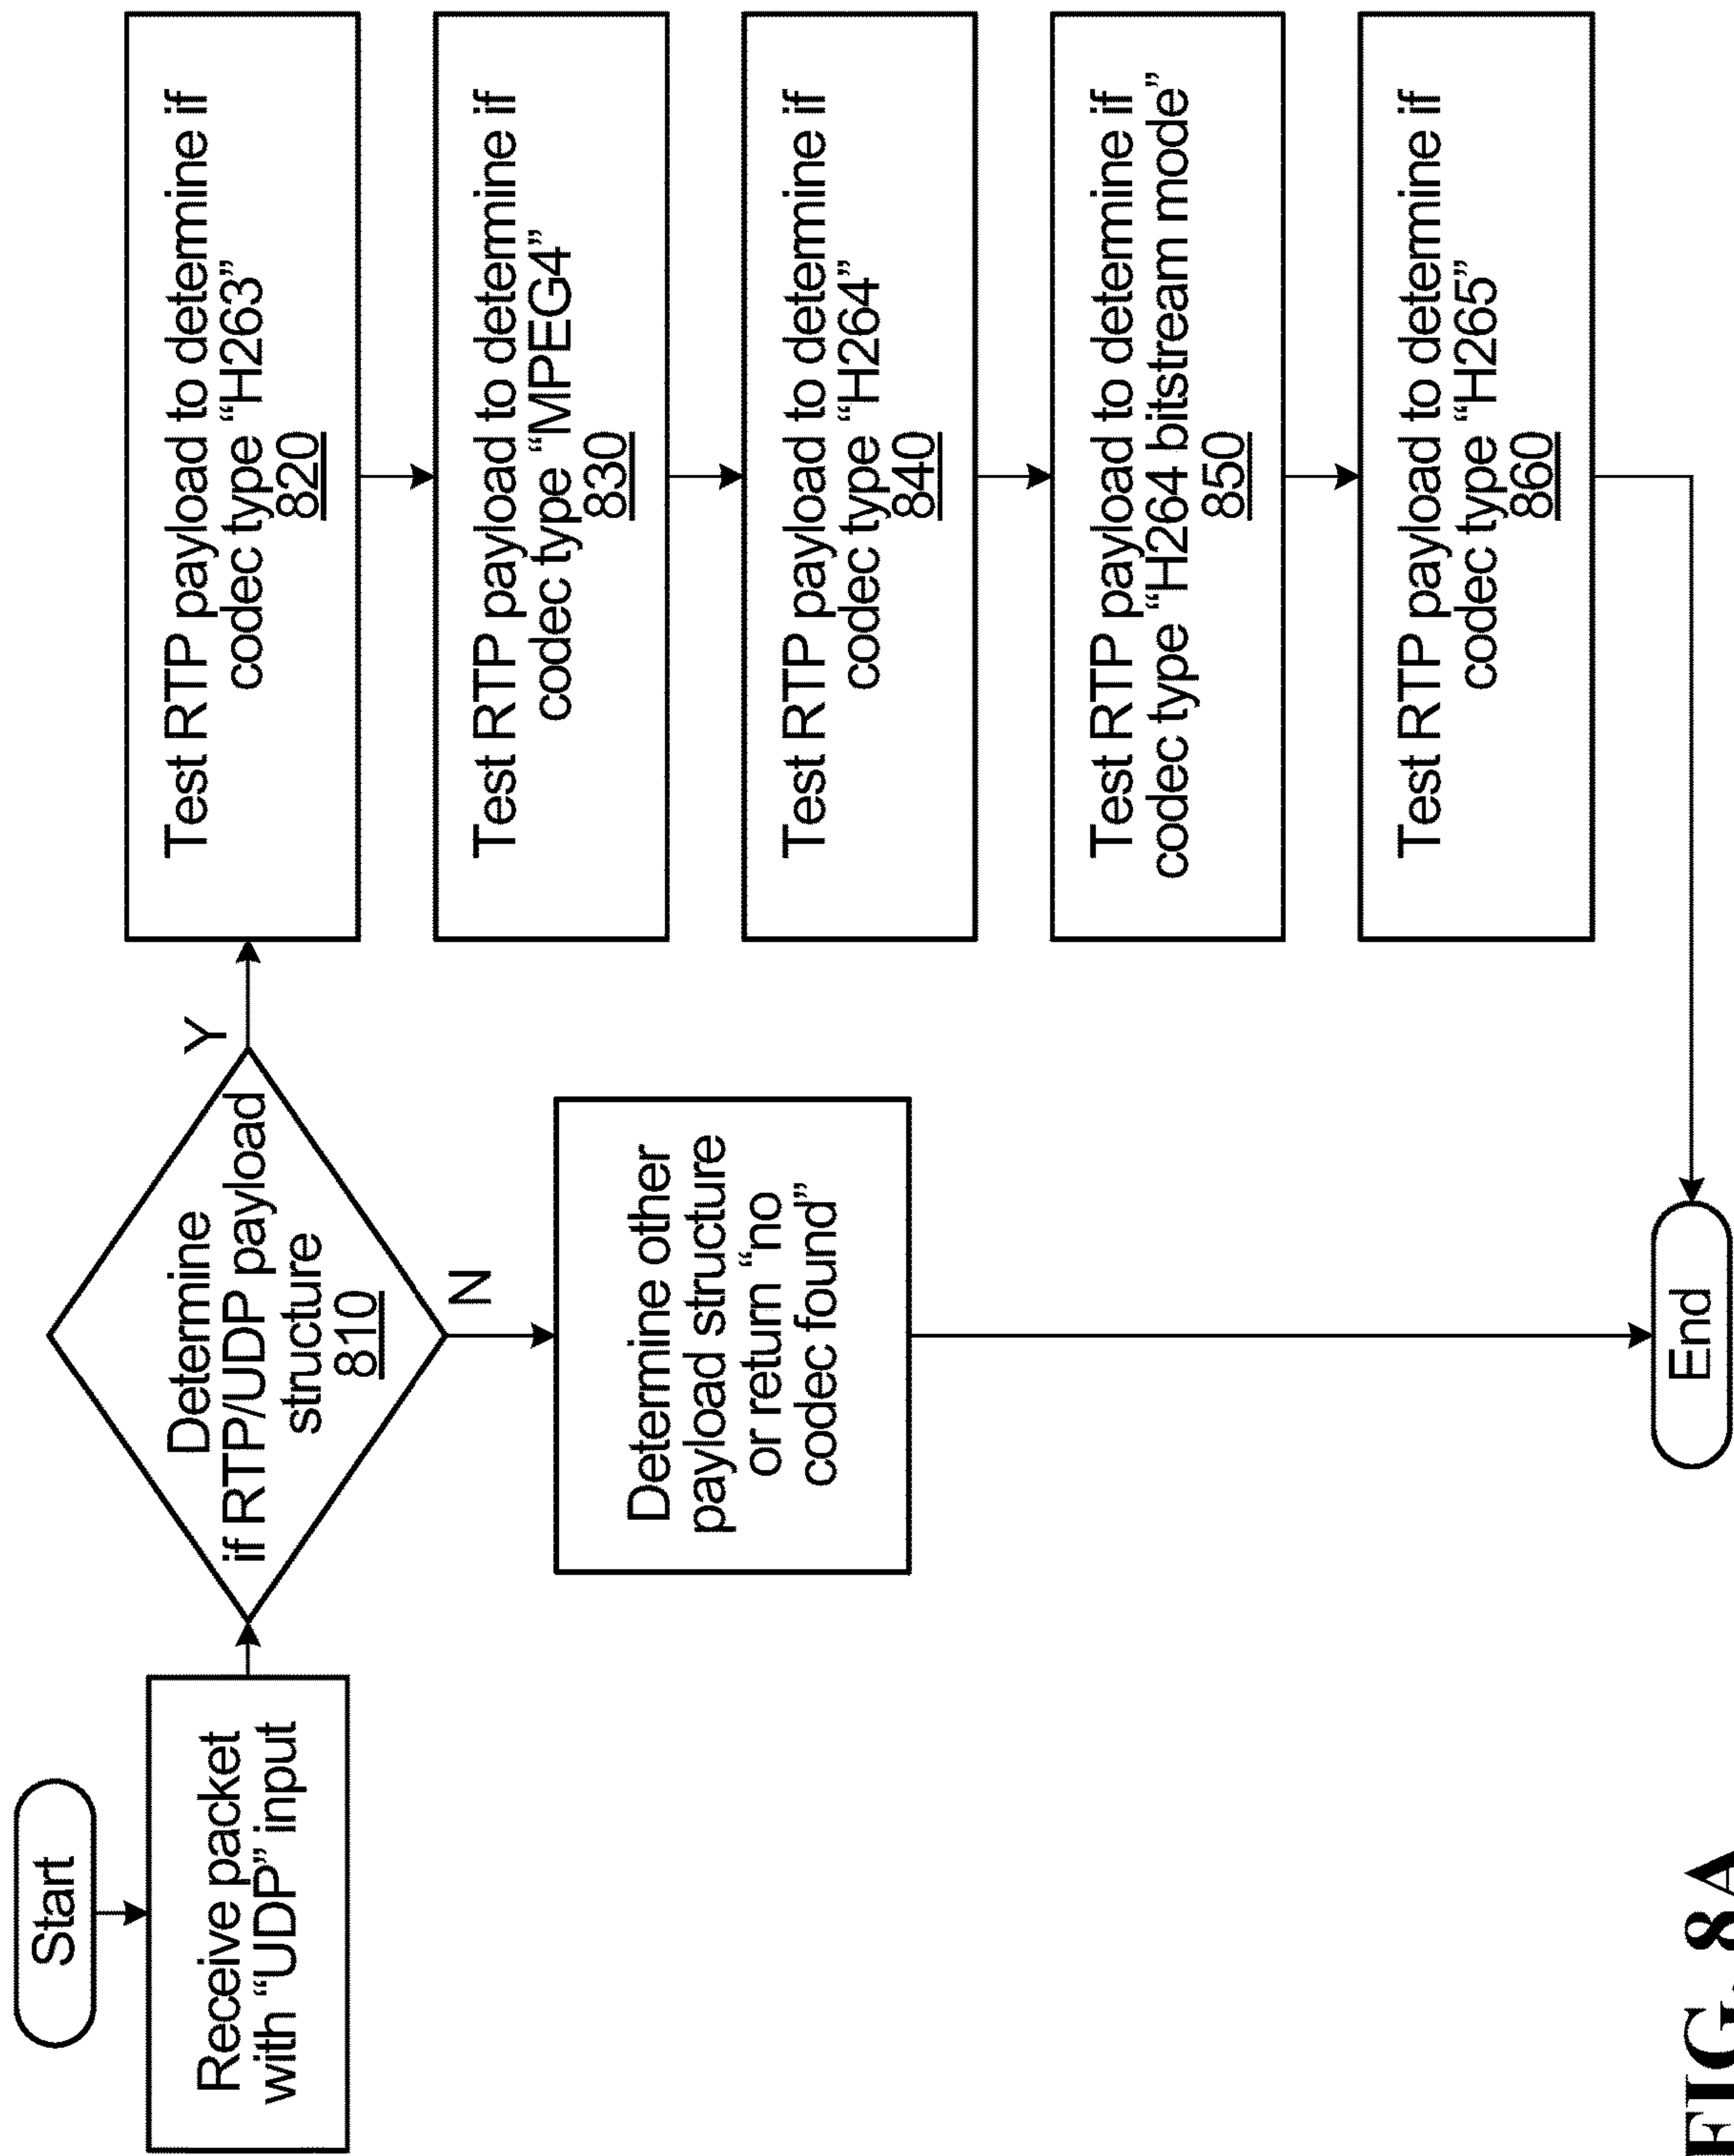 Start
Receive packet
with “UDP” input
Determine
if RTP/UDP payload
structure
810
Y
N
Determine other
payload structure
or return “no
codec found”
Test RTP payload to determine if
codec type “H263”
820
Test RTP payload to determine if
codec type “MPEG4”
830
Test RTP payload to determine if
codec type “H264”
840
Test RTP payload to determine if
codec type “H264 bitstream mode”
850
Test RTP payload to determine if
codec type “H265”
860
End
FIG. 8A